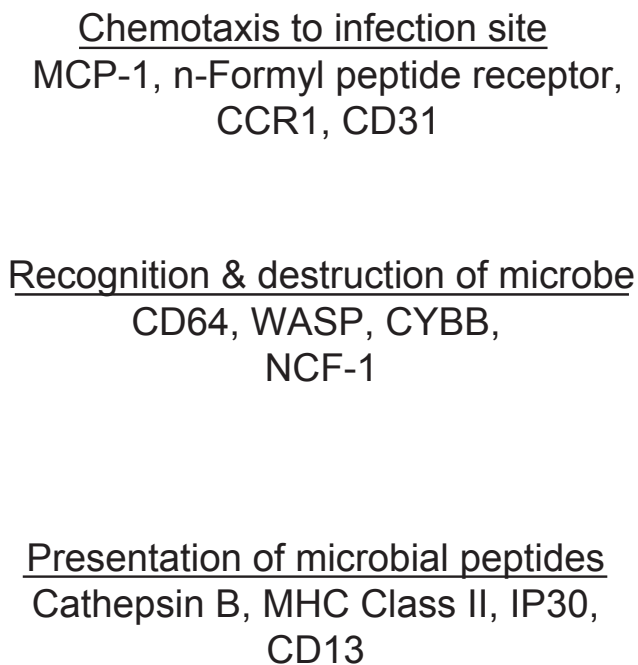 Chemotaxis to infection site
MCP-1, n-Formyl peptide receptor,
CCR1, CD31
Recognition & destruction of microbe
CD64, WASP, CYBB,
NCF-1
Presentation of microbial peptides
Cathepsin B, MHC Class II, IP30,
CD13